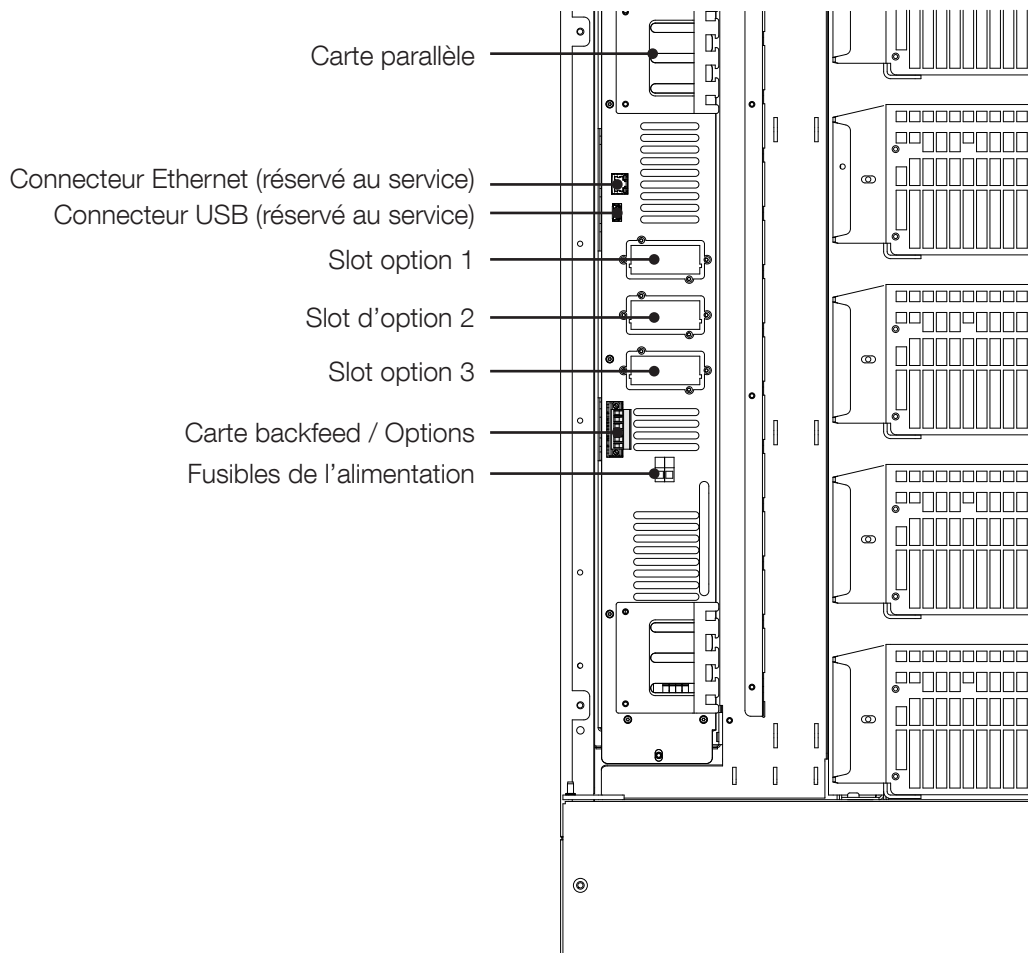 Carte parallèle
Connecteur Ethernet (réservé au service)
Connecteur USB (réservé au service)
Slot option 1
Slot d’option 2
Slot option 3
Carte backfeed / Options
Fusibles de l’alimentation